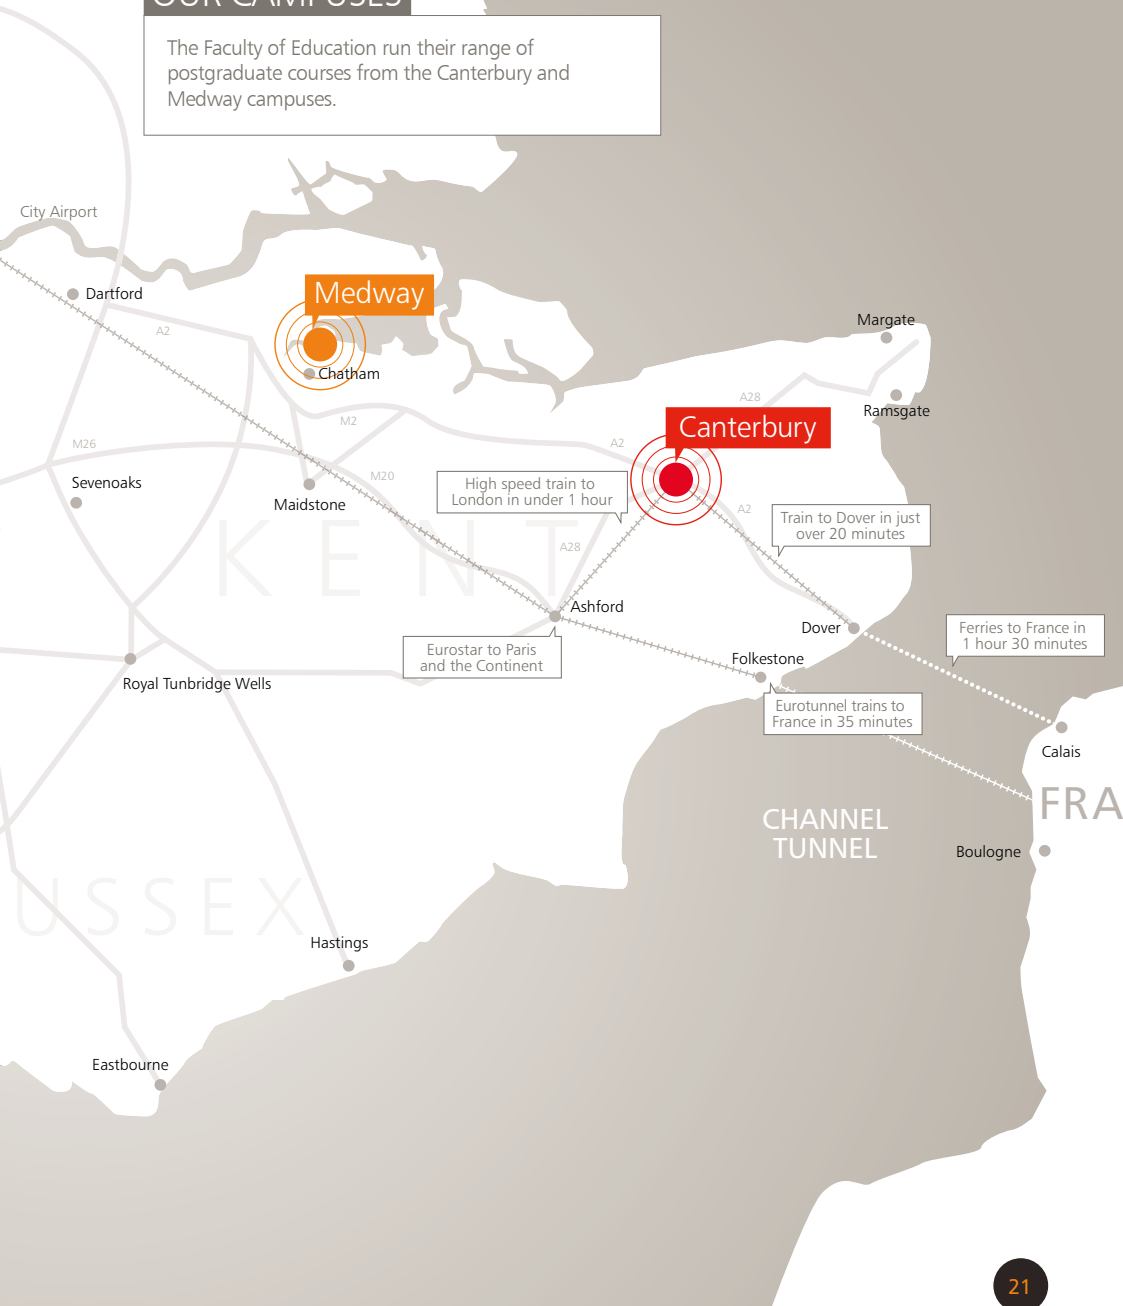 OUR CAMPUSES
The Faculty of Education run their range of
postgraduate courses from the Canterbury and
Medway campuses.
City Airport
Dartford
Medway
A2
Chatham
Margate
A28
Ramsgate
M2
Canterbury
A2
M26
M20
Sevenoaks
High speed train to
London in under 1 hour
Maidstone
A2
Train to Dover in just
over 20 minutes
KENT
A28
Ashford
Dover
Ferries to France in
1 hour 30 minutes
Eurostar to Paris
and the Continent
Folkestone
Royal Tunbridge Wells
Eurotunnel trains to
France in 35 minutes
Calais
FRA
CHANNEL
TUNNEL
Boulogne
USSEX
Hastings
Eastbourne
21